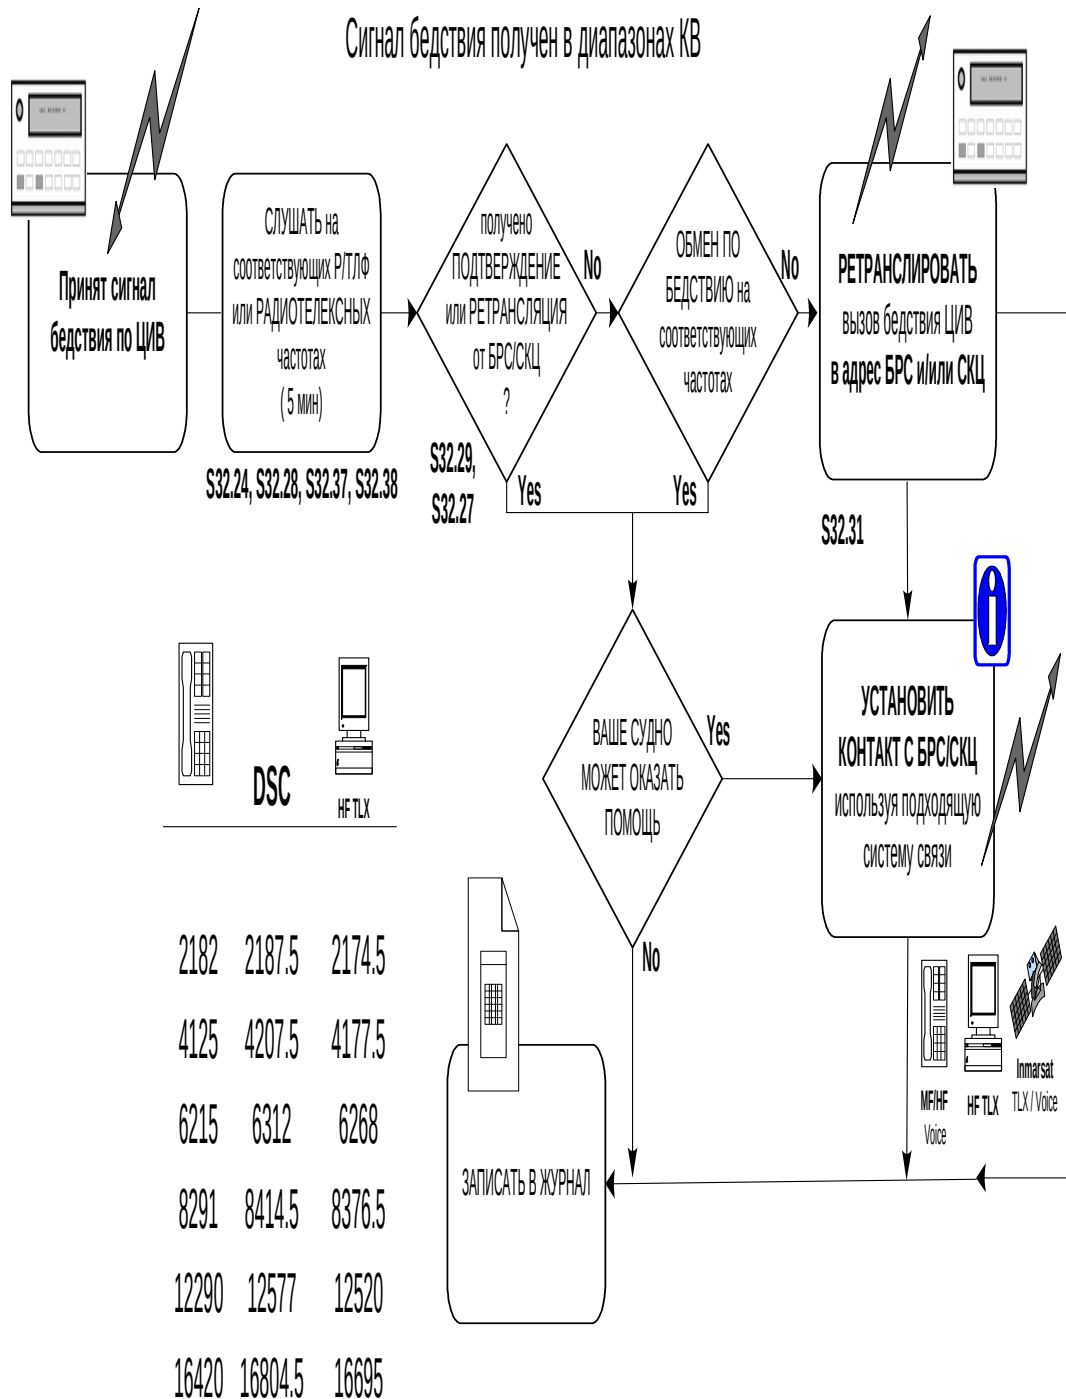 Сигнал бедствия получен в диапазонах КВ
Принят сигнал
бедствия по ЦИВ
СЛУШАТЬ на
соответствующих Р/ТЛФ
или РАДИОТЕЛЕКСНЫХ
частотах
( 5 мин)
S32.24, S32.28, S32.37, S32.38
получено
ПОДТВЕРЖДЕНИЕ
или РЕТРАНСЛЯЦИЯ
от БРС/СКЦ
?
No
S32.29,
S32.27
Yes
ОБМЕН ПО
БЕДСТВИЮ на
соответствующих
частотах
No
Yes
РЕТРАНСЛИРОВАТЬ
вызов бедствия ЦИВ
в адрес БРС и/или СКЦ
S32.31
ВАШЕ СУДНО
МОЖЕТ ОКАЗАТЬ
ПОМОЩЬ
Yes
No
УСТАНОВИТЬ
КОНТАКТ С БРС/СКЦ
используя подходящую
систему связи
MF/HF
Voice
HF TLX
Inmarsat
TLX / Voice
ЗАПИСАТЬ В ЖУРНАЛ
DSC
HF TLX
2182 2187.5 2174.5
4125 4207.5 4177.5
6215 6312 6268
8291 8414.5 8376.5
12290 12577 12520
16420 16804.5 16695